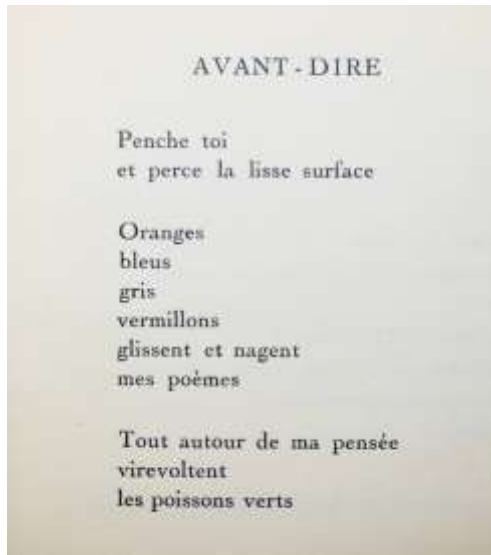 AVANT-DIRE
Penche toi
et perce la lisse surface
Oranges
bleus
gris
vermillons
glissent et nagent
mes poèmes
Tout autour de ma pensée
virevoltent
les poissons verts